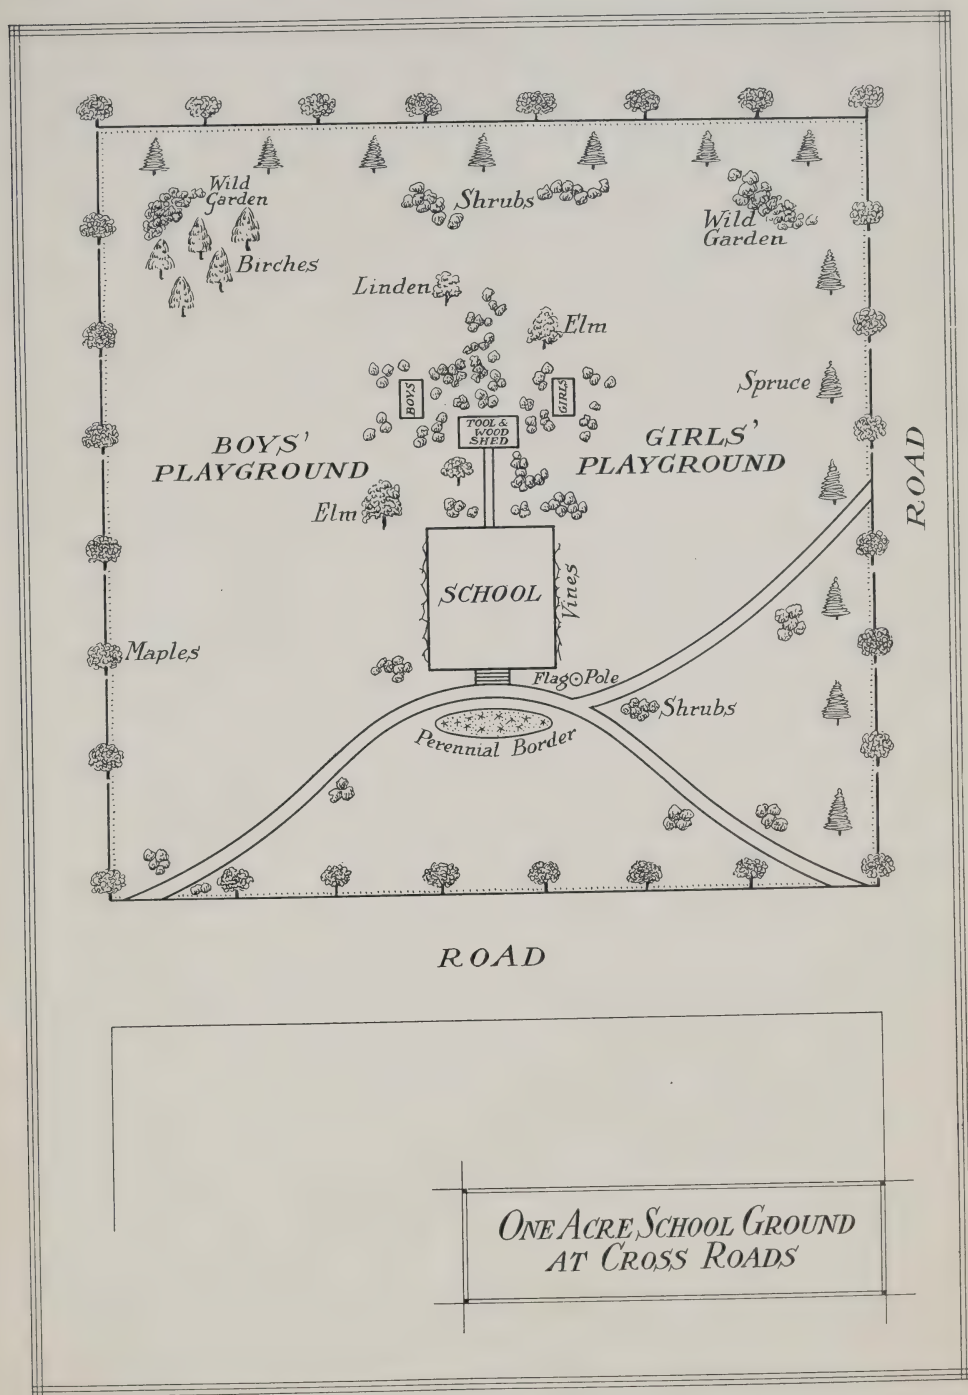 Wild
Garden
Shrubs
Wild
Garden
Birches
Linden
Elm
Spruce
BOYS
GIRLS
TOOL &
WOOD
SHED
BOYS'
PLAYGROUND
GIRLS'
PLAYGROUND
ROAD
Elm
SCHOOL
Vines
Maples
Flag Pole
Shrubs
Perennial Border
ROAD
ONE ACRE SCHOOL GROUND
AT CROSS ROADS